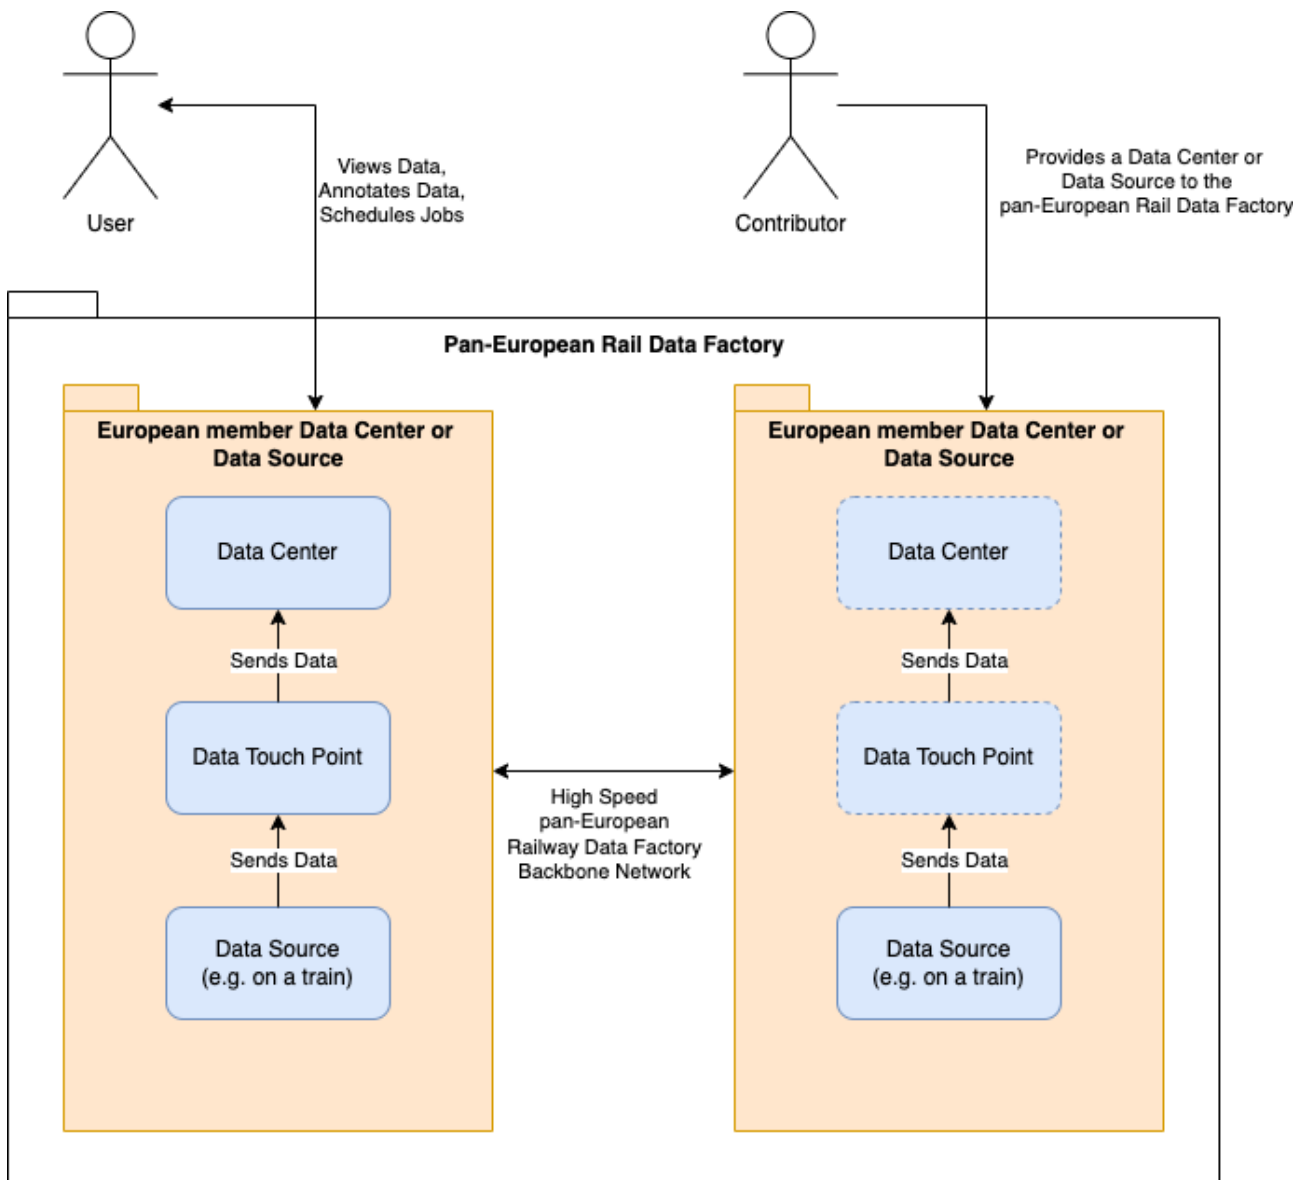 User
Views Data,
Annotates Data,
Schedules Jobs
Contributor
Provides a Data Center or
Data Source to the
pan-European Rail Data Factory
Pan-European Rail Data Factory
European member Data Center or
Data Source
Data Center
Sends Data
Data Touch Point
Sends Data
Data Source
(e.g. on a train)
High Speed
pan-European
Railway Data Factory
Backbone Network
European member Data Center or
Data Source
Data Center
Sends Data
Data Touch Point
Sends Data
Data Source
(e.g. on a train)